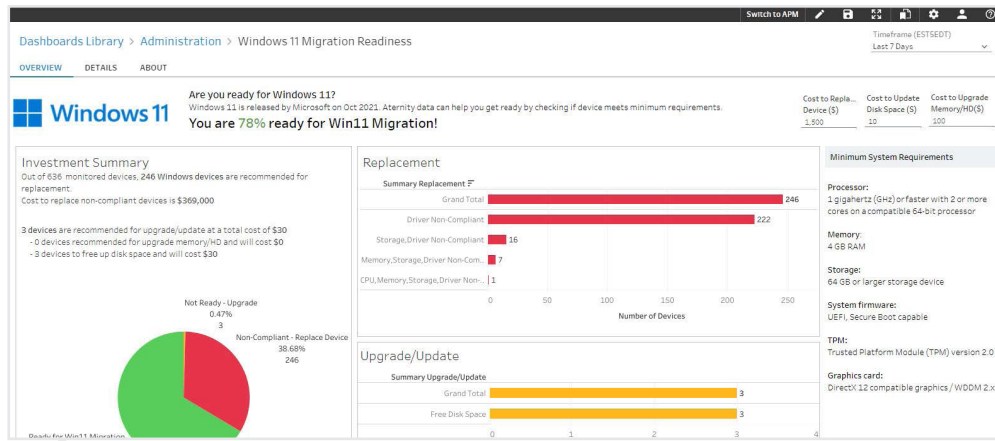 Switch to APM
Dashboards Library > Administration > Windows 11 Migration Readiness
Timeframe (ESTSEDT)
Last 7 Days
OVERVIEW DETAILS ABOUT
Windows 11
Are you ready for Windows 11?
Windows 11 is released by Microsoft on Oct 2021. Aternity data can help you get ready by checking if device meets minimum requirements.
You are 78% ready for Win11 Migration!
Cost to Repla...
Device ($)
1,500
Cost to Update
Disk Space ($)
10
Cost to Upgrade
Memory/HD($)
100
Investment Summary
Out of 636 monitored devices, 246 Windows devices are recommended for
replacement.
Cost to replace non-compliant devices is $369,000
3 devices are recommended for upgrade/update at a total cost of $30
- 0 devices recommended for upgrade memory/HD and will cost $0
- 3 devices to free up disk space and will cost $30
Not Ready - Upgrade
0.47%
3
Non-Compliant - Replace Device
38.68%
246
Ready for Win11 Migration
Replacement
Summary Replacement
Grand Total 246
Driver Non-Compliant 222
Storage,Driver Non-Compliant 16
Memory,Storage,Driver Non-Com... 7
CPU,Memory,Storage,Driver Non-... 1
0 50 100 150 200 250
Number of Devices
Upgrade/Update
Summary Upgrade/Update
Grand Total 3
Free Disk Space 3
0 1 2 3 4
Minimum System Requirements
Processor:
1 gigahertz (GHz) or faster with 2 or more
cores on a compatible 64-bit processor
Memory:
4 GB RAM
Storage:
64 GB or larger storage device
System firmware:
UEFI, Secure Boot capable
TPM:
Trusted Platform Module (TPM) version 2.0
Graphics card:
DirectX 12 compatible graphics / WDDM 2.x